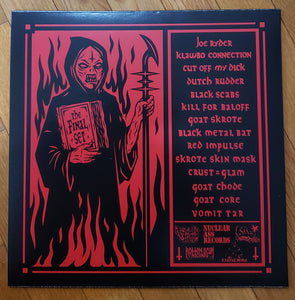 the
Final
Set
Joe Ryder
Klawbo Connection
Cut off my Dick
Dutch Rudder
Black Scabs
Kill for Baloff
Goat Skrote
Black Metal Bat
Red Impulse
Skrote Skin Mask
Crust = Glam
Goat Chode
Goat Core
Vomit Tar
NUCLEAR
ASS
RECORDS